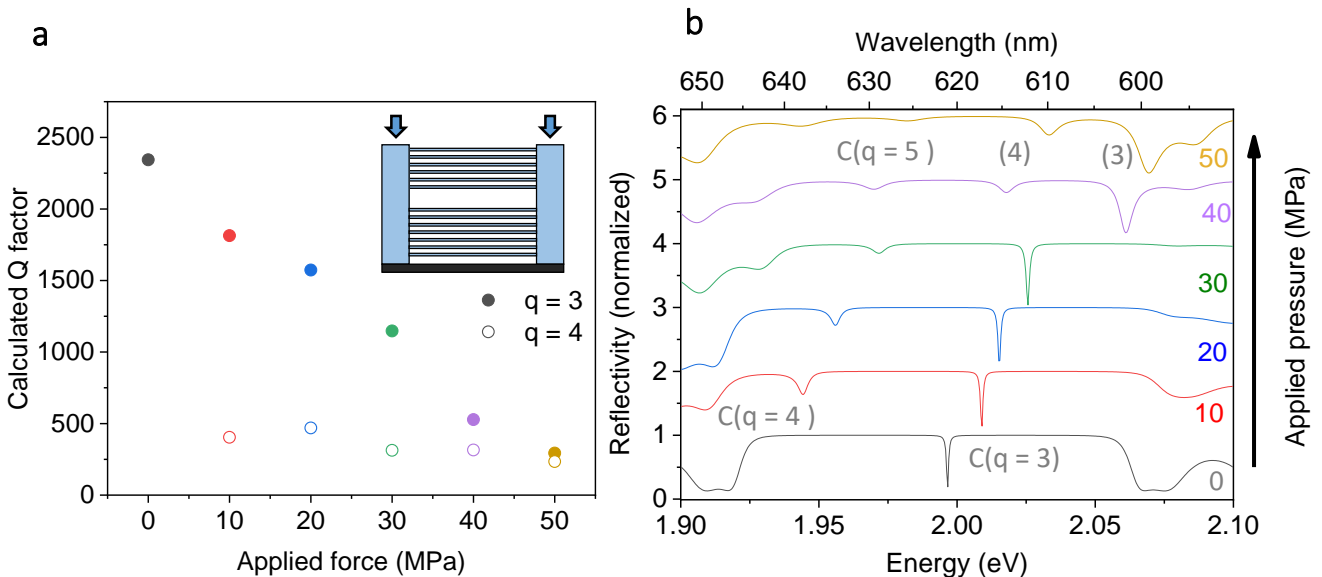 a
Calculated Q factor
2500
2000
1500
1000
500
0
0 10 20 30 40 50
Applied force (MPa)
q = 3
q = 4
b
Wavelength (nm)
650 640 630 620 610 600
Reflectivity (normalized)
6
5
4
3
2
1
0
C(q = 5 ) (4) (3)
50
40
30
20
10
0
C(q = 4 )
C(q = 3)
1.90 1.95 2.00 2.05 2.10
Energy (eV)
Applied pressure (MPa)